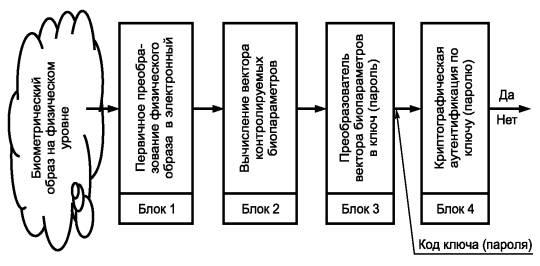 Биометрический
образ на физическом
уровне
Первичное преобра-
зование физического
образа в электронный
Блок 1
Вычисление вектора
контролируемых
биопараметров
Блок 2
Преобразователь
вектора биопараметров
в ключ (пароль)
Блок 3
Криптографическая
аутентификация по
ключу (паролю)
Блок 4
Да
Нет
Код ключа (пароля)